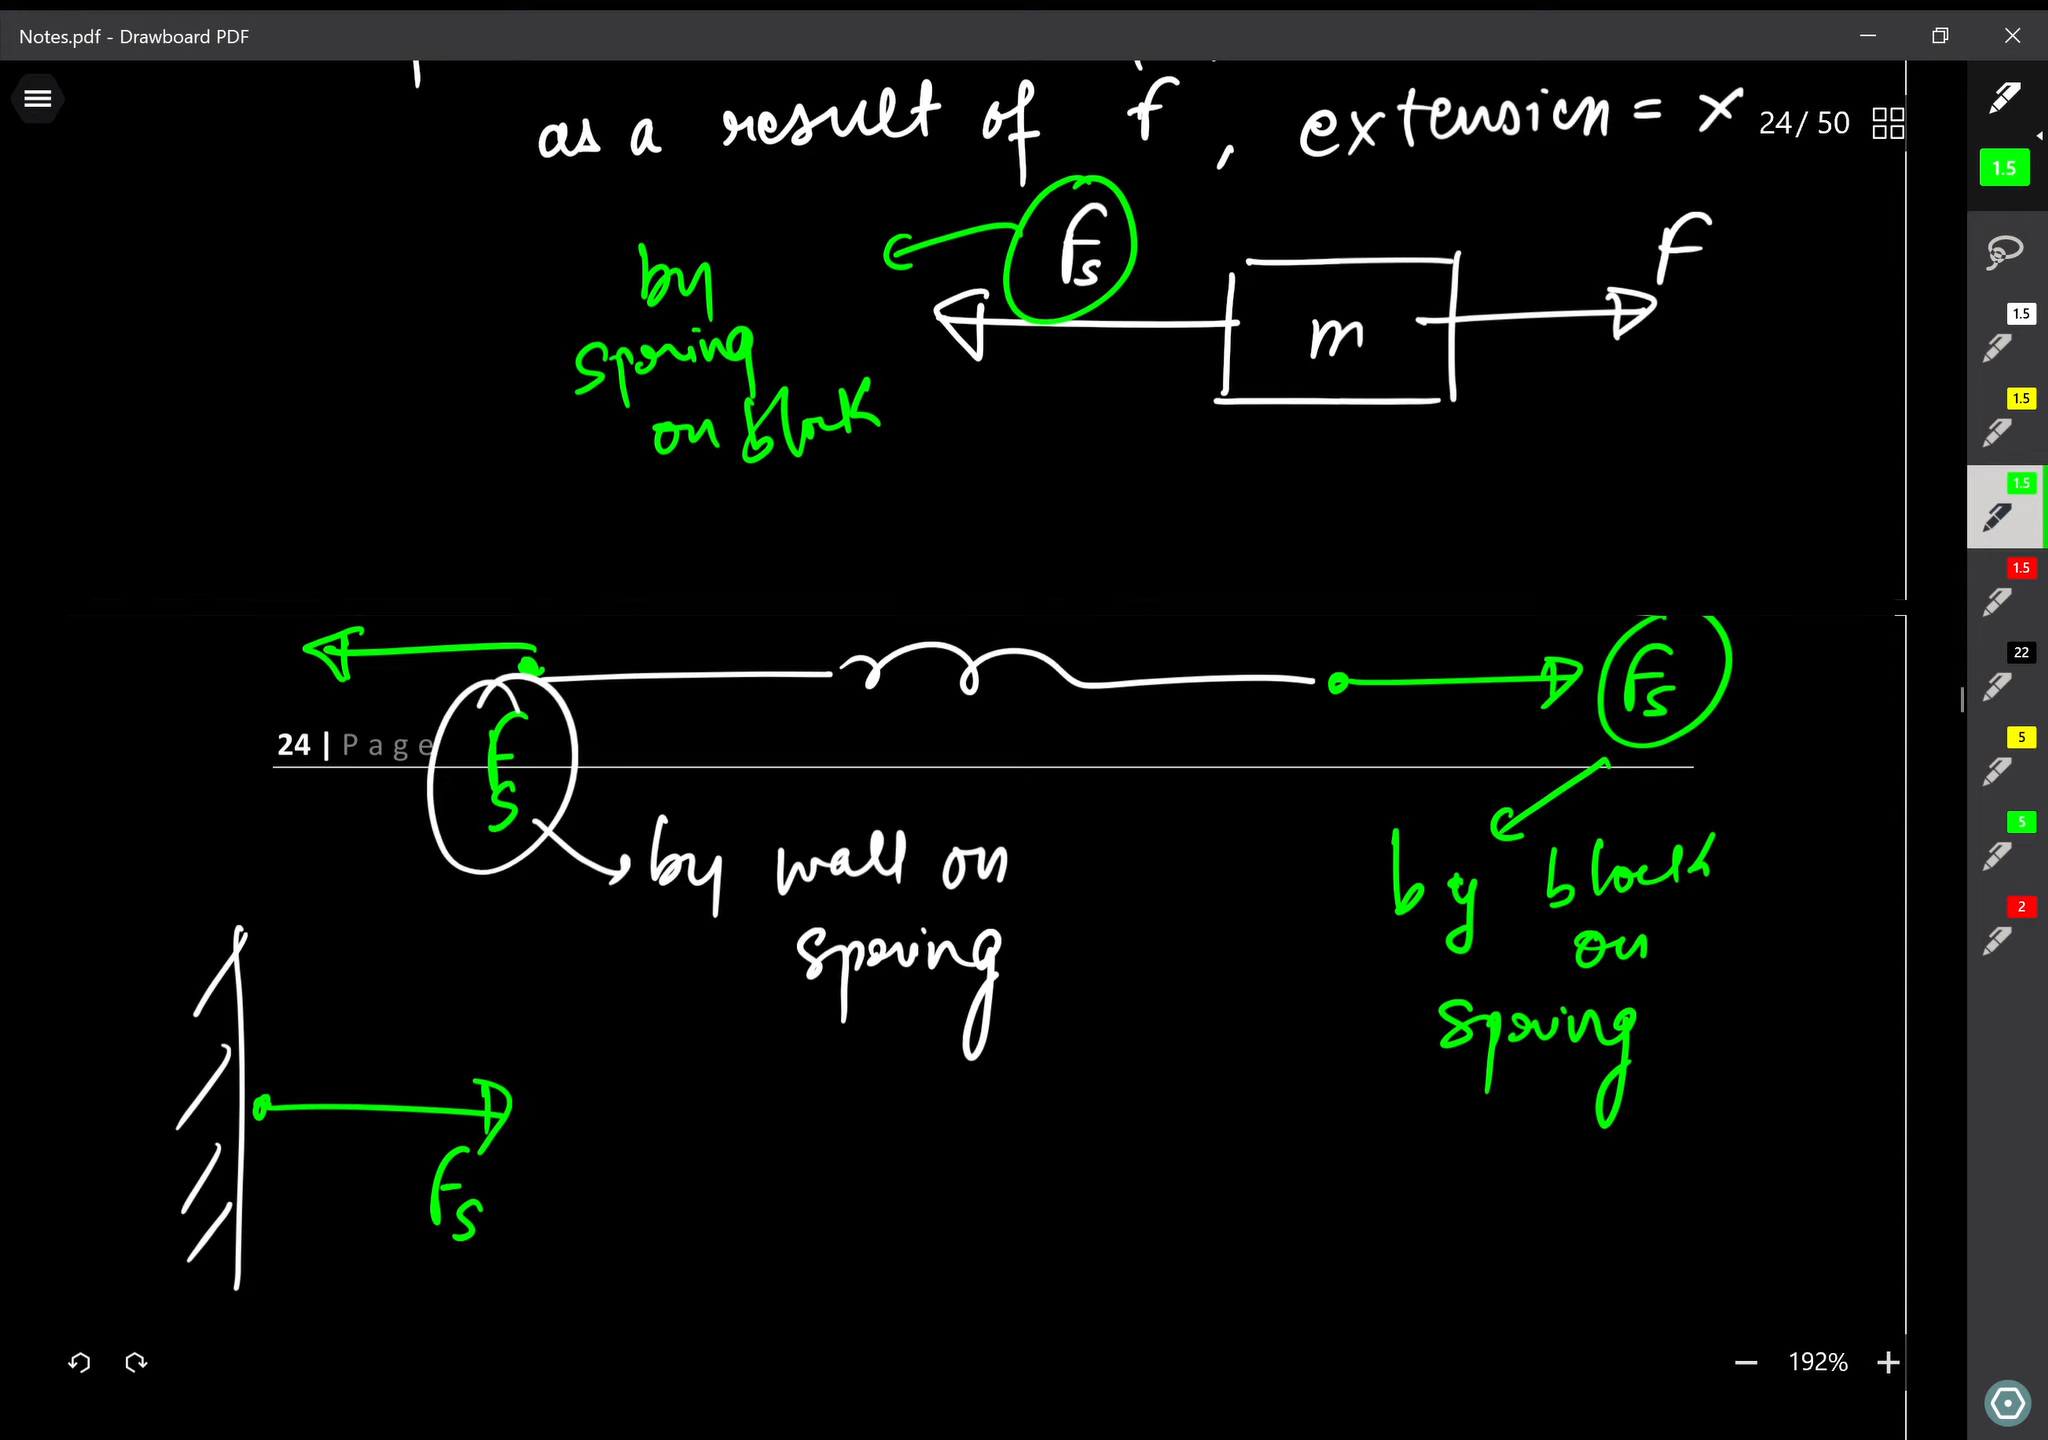 Notes.pdf - Drawboard PDF
as a result of F, extension = x
24/ 50
1.5
Fs
F
by
spring
on block
m
1.5
1.5
1.5
1.5
22
5
5
2
Fs
Fs
24 | Page
by wall on
spring
by block
on
spring
Fs
192%